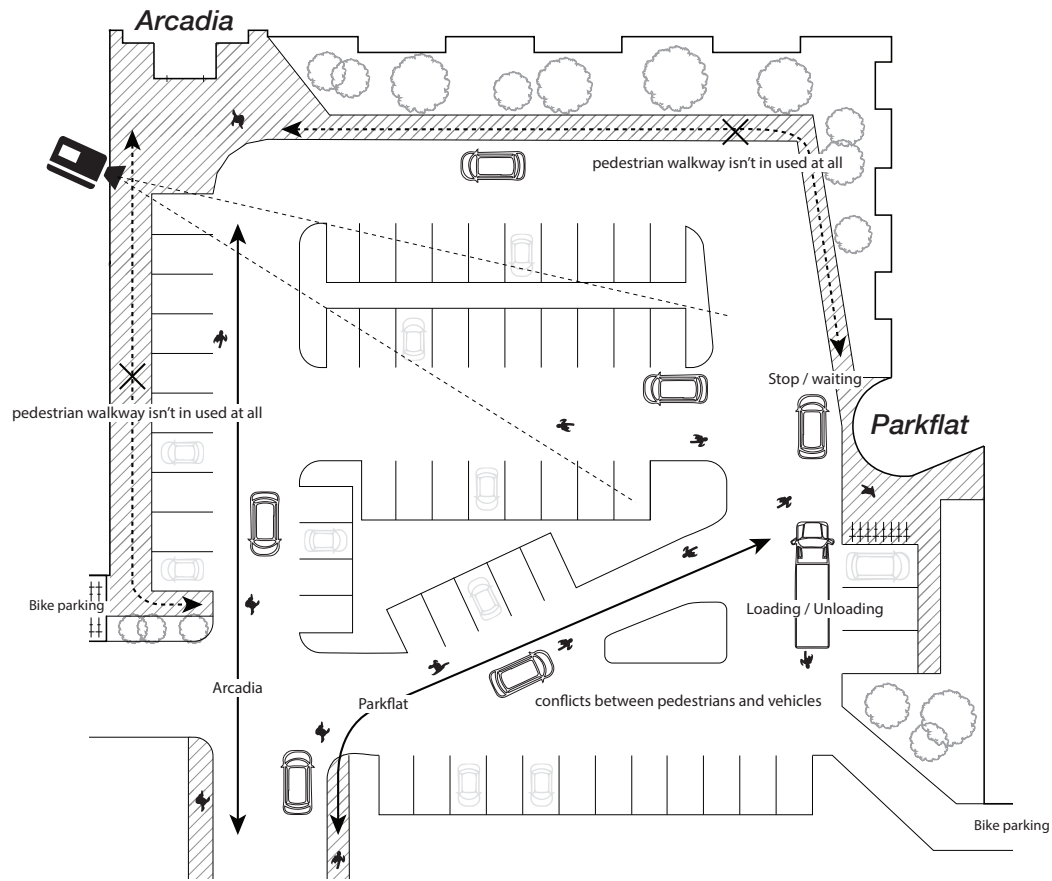 Arcadia
pedestrian walkway isn't in used at all
Stop / waiting
pedestrian walkway isn't in used at all
Parkflat
Bike parking
Loading / Unloading
Arcadia
Parkflat
conflicts between pedestrians and vehicles
Bike parking